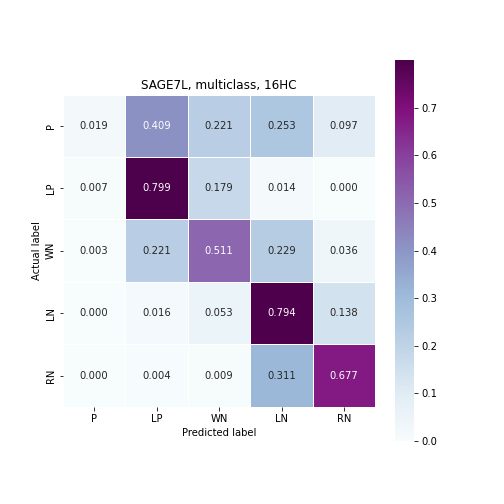 SAGE7L, multiclass, 16HC
P 0.019 0.409 0.221 0.253 0.097
LP 0.007 0.799 0.179 0.014 0.000
WN 0.003 0.221 0.511 0.229 0.036
LN 0.000 0.016 0.053 0.794 0.138
RN 0.000 0.004 0.009 0.311 0.677
P LP WN LN RN
Predicted label
Actual label
0.7
0.6
0.5
0.4
0.3
0.2
0.1
0.0